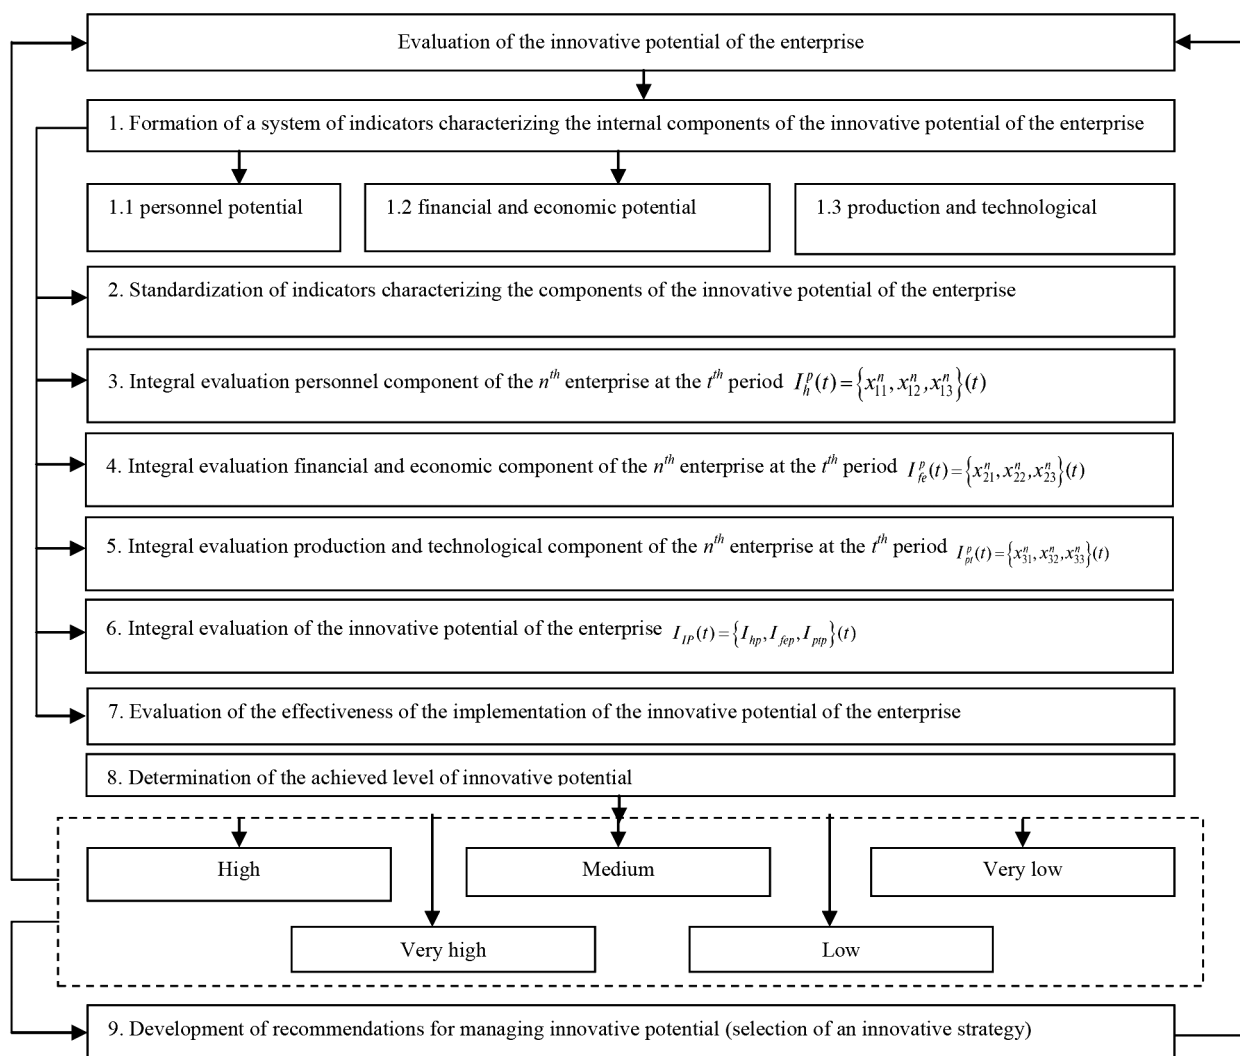 Evaluation of the innovative potential of the enterprise
1. Formation of a system of indicators characterizing the internal components of the innovative potential of the enterprise
1.1 personnel potential
1.2 financial and economic potential
1.3 production and technological
2. Standardization of indicators characterizing the components of the innovative potential of the enterprise
3. Integral evaluation personnel component of the n^th enterprise at the t^th period I_h^p(t)={x_11^n,x_12^n,x_13^n}(t)
4. Integral evaluation financial and economic component of the n^th enterprise at the t^th period I_fe^p(t)={x_21^n,x_22^n,x_23^n}(t)
5. Integral evaluation production and technological component of the n^th enterprise at the t^th period I_pt^p(t)={x_31^n,x_32^n,x_33^n}(t)
6. Integral evaluation of the innovative potential of the enterprise I_IP(t)={I_hp,I_fep,I_ptp}(t)
7. Evaluation of the effectiveness of the implementation of the innovative potential of the enterprise
8. Determination of the achieved level of innovative potential
High
Medium
Very low
Very high
Low
9. Development of recommendations for managing innovative potential (selection of an innovative strategy)